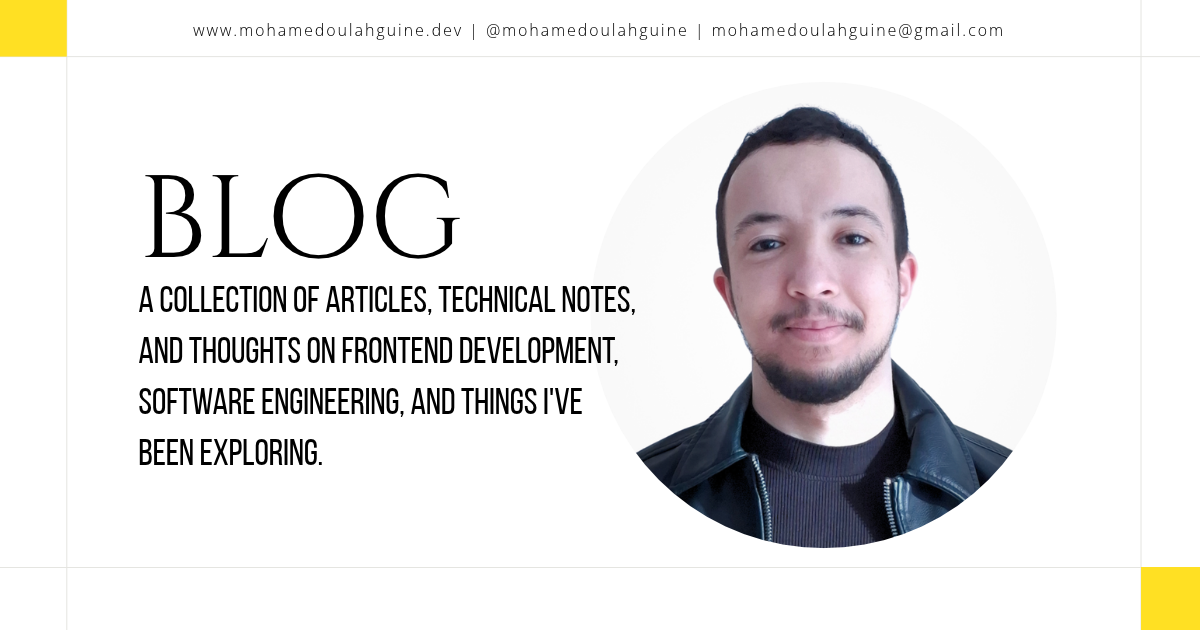 www.mohamedoulahguine.dev | @mohamedoulahguine | mohamedoulahguine@gmail.com
BLOG
A COLLECTION OF ARTICLES, TECHNICAL NOTES,
AND THOUGHTS ON FRONTEND DEVELOPMENT,
SOFTWARE ENGINEERING, AND THINGS I'VE
BEEN EXPLORING.